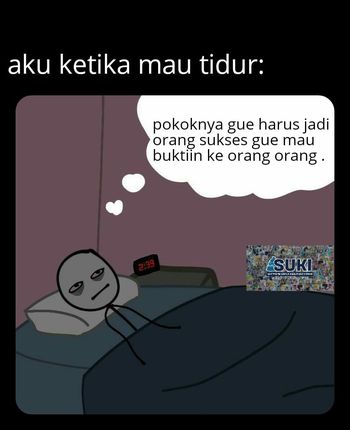 aku ketika mau tidur:
pokoknya gue harus jadi
orang sukses gue mau
buktiin ke orang orang .
2:39
SUKI